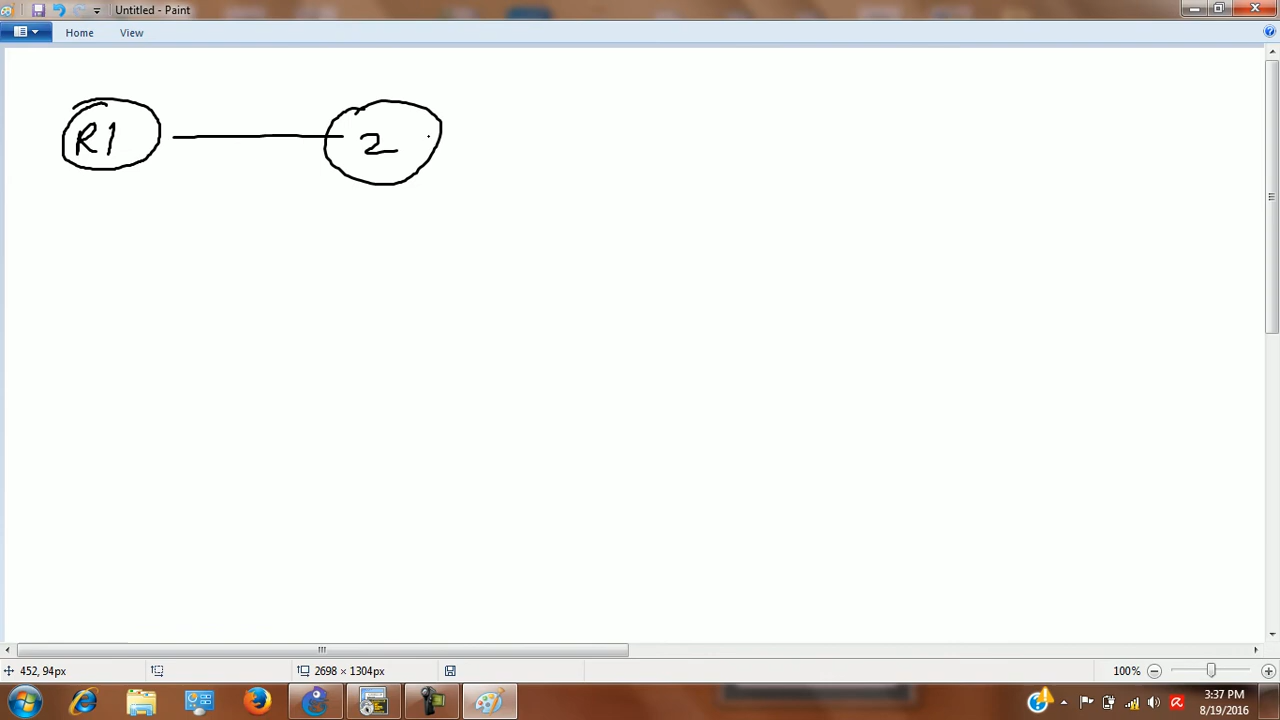 Untitled - Paint
Home View
R1 2
452, 94px 2698 × 1304px 100%
3:37 PM
8/19/2016